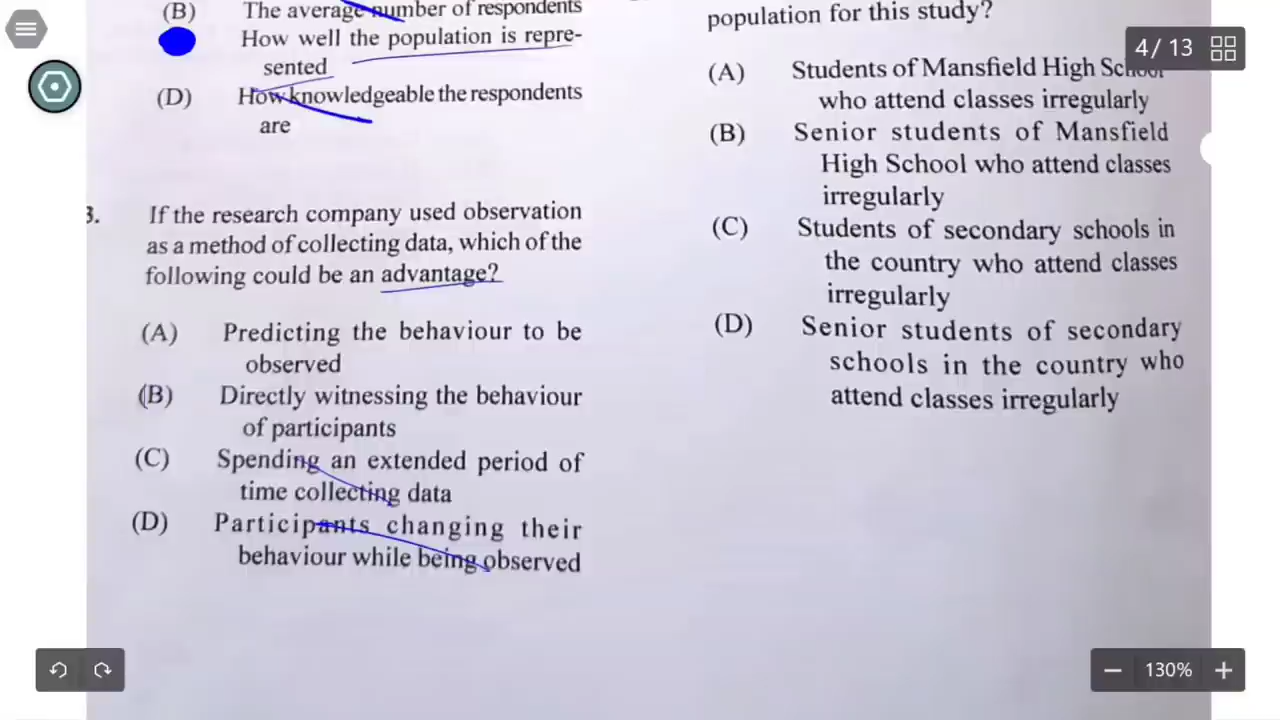 (B) The average number of respondents
How well the population is repre-
sented
(D) How knowledgeable the respondents
are
3. If the research company used observation
as a method of collecting data, which of the
following could be an advantage?
(A) Predicting the behaviour to be
observed
(B) Directly witnessing the behaviour
of participants
(C) Spending an extended period of
time collecting data
(D) Participants changing their
behaviour while being observed
population for this study?
(A) Students of Mansfield High School
who attend classes irregularly
(B) Senior students of Mansfield
High School who attend classes
irregularly
(C) Students of secondary schools in
the country who attend classes
irregularly
(D) Senior students of secondary
schools in the country who
attend classes irregularly
4 / 13
130%